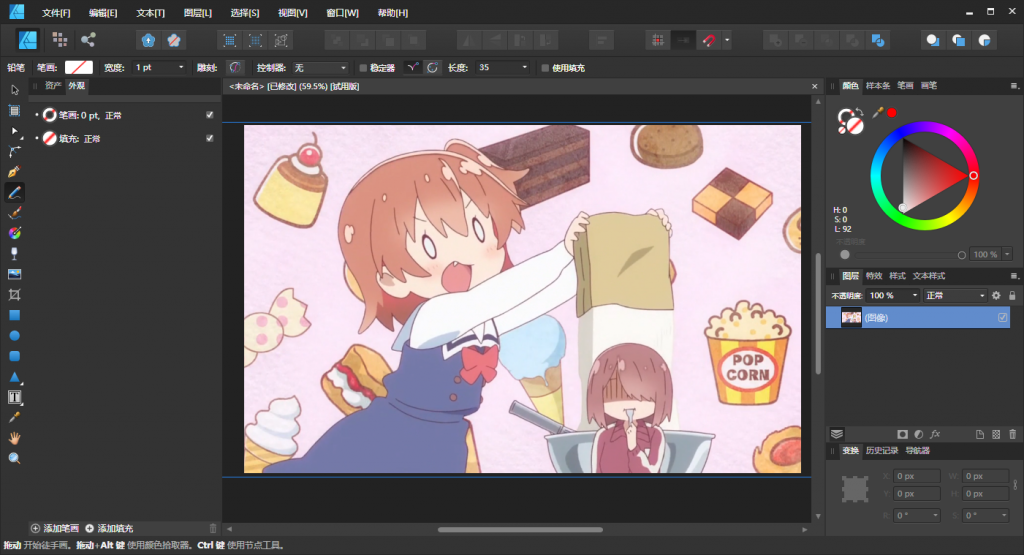 文件[F] 编辑[E] 文本[T] 图层[L] 选择[S] 视图[V] 窗口[W] 帮助[H]
铅笔 笔画: 宽度: 1 pt 雕刻: 控制器: 无 稳定器 长度: 35 使用填充
资产 外观
<未命名> [已修改] (59.5%) [试用版]
颜色 样本条 笔画 画笔
笔画: 0 pt, 正常
填充: 正常
H: 0
S: 0
L: 92
不透明度
100 %
图层 特效 样式 文本样式
不透明度: 100 % 正常
(图像)
POP
CORN
变换 历史记录 导航器
X: 0 px W: 0 px
Y: 0 px H: 0 px
R: 0 ° S: 0 °
添加笔画 添加填充
拖动 开始徒手画。拖动+Alt 键 使用颜色拾取器。Ctrl 键 使用节点工具。